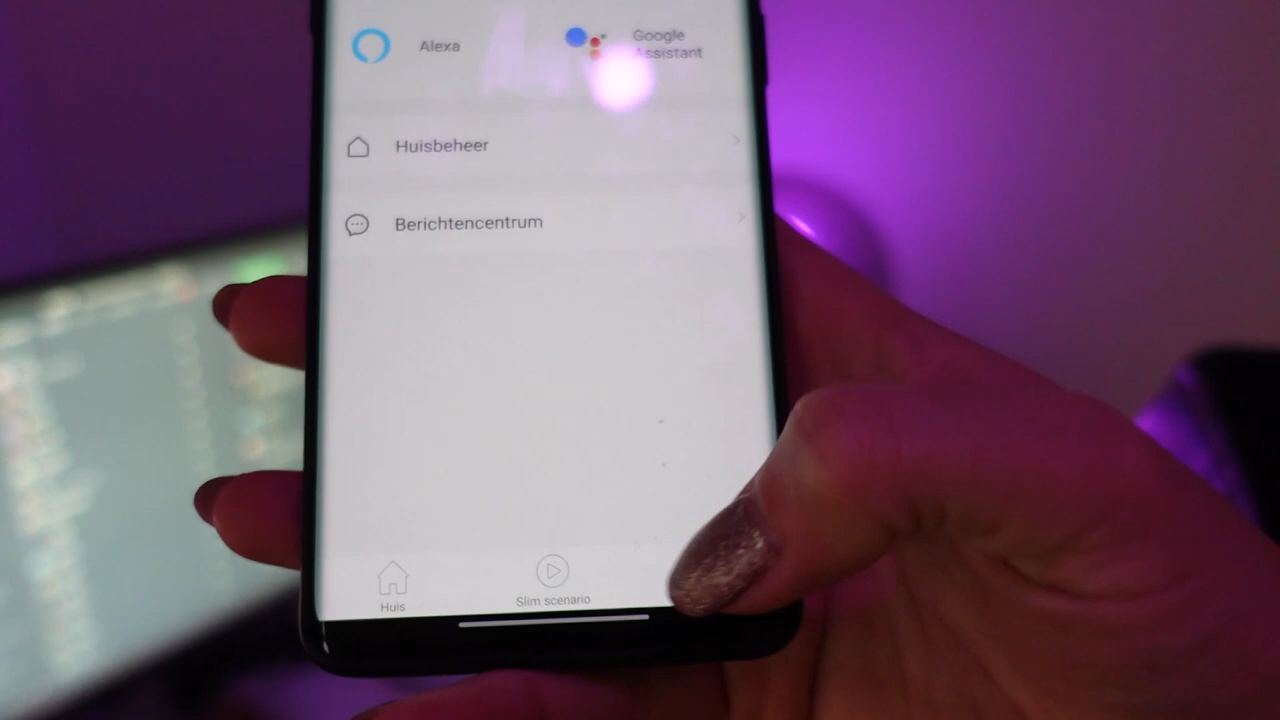 Alexa
Google
Assistant
Huisbeheer
Berichtencentrum
Huis
Slim scenario